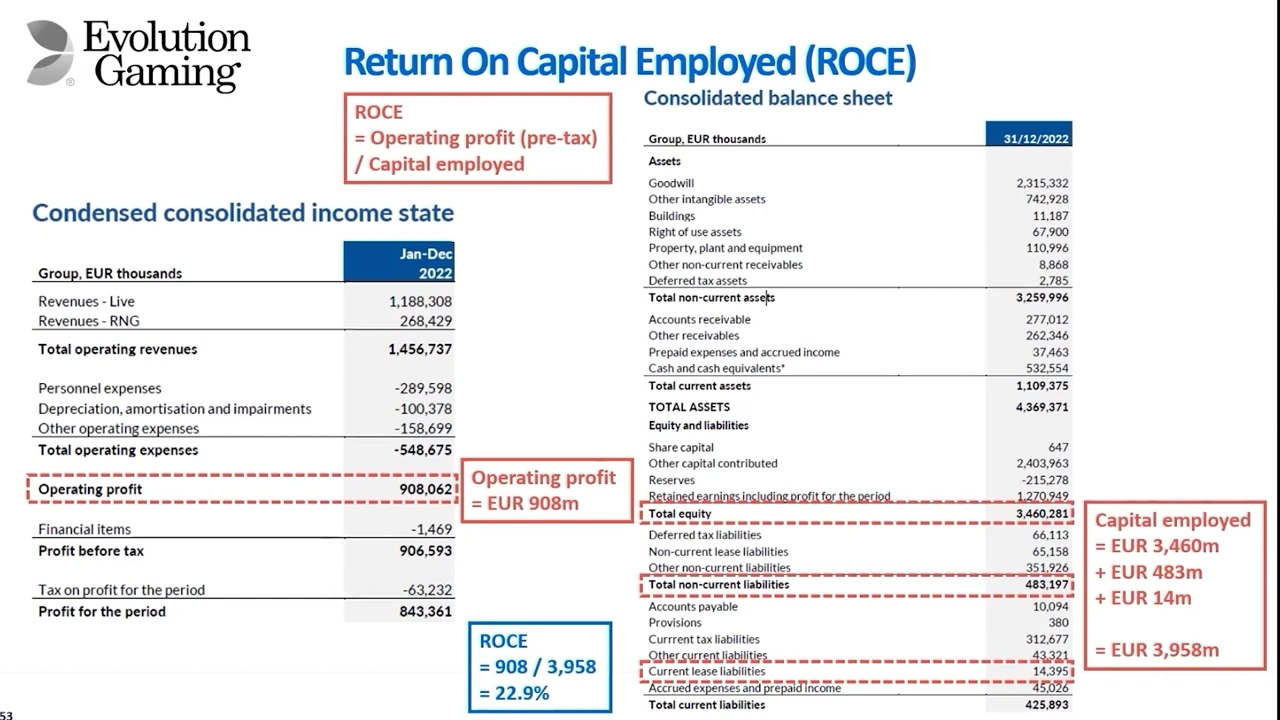 Evolution
Gaming
®
Return On Capital Employed (ROCE)
ROCE
= Operating profit (pre-tax)
/ Capital employed
Condensed consolidated income state
Group, EUR thousands Jan-Dec 2022
Revenues - Live 1,188,308
Revenues - RNG 268,429
Total operating revenues 1,456,737
Personnel expenses -289,598
Depreciation, amortisation and impairments -100,378
Other operating expenses -158,699
Total operating expenses -548,675
Operating profit 908,062
Financial items -1,469
Profit before tax 906,593
Tax on profit for the period -63,232
Profit for the period 843,361
Operating profit
= EUR 908m
ROCE
= 908 / 3,958
= 22.9%
Consolidated balance sheet
Group, EUR thousands 31/12/2022
Assets
Goodwill 2,315,332
Other intangible assets 742,928
Buildings 11,187
Right of use assets 67,900
Property, plant and equipment 110,996
Other non-current receivables 8,868
Deferred tax assets 2,785
Total non-current assets 3,259,996
Accounts receivable 277,012
Other receivables 262,346
Prepaid expenses and accrued income 37,463
Cash and cash equivalents* 532,554
Total current assets 1,109,375
TOTAL ASSETS 4,369,371
Equity and liabilities
Share capital 647
Other capital contributed 2,403,963
Reserves -215,278
Retained earnings including profit for the period 1,270,949
Total equity 3,460,281
Deferred tax liabilities 66,113
Non-current lease liabilities 65,158
Other non-current liabilities 351,926
Total non-current liabilities 483,197
Accounts payable 10,094
Provisions 380
Currrent tax liabilities 312,677
Other current liabilities 43,321
Current lease liabilities 14,395
Accrued expenses and prepaid income 45,026
Total current liabilities 425,893
Capital employed
= EUR 3,460m
+ EUR 483m
+ EUR 14m
= EUR 3,958m
53